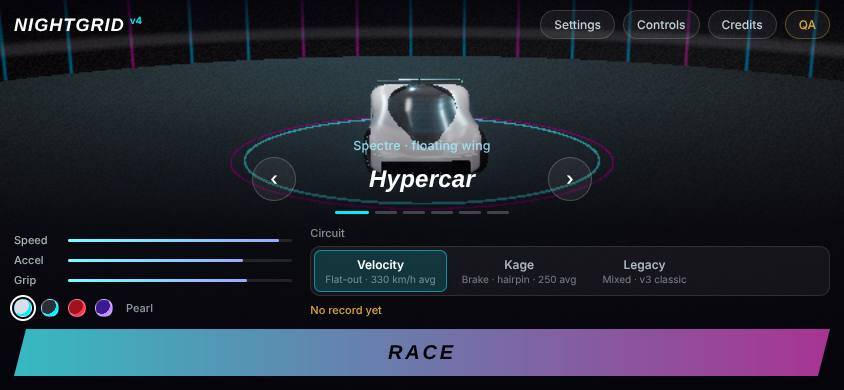 NIGHTGRID v4
Settings
Controls
Credits
QA
Spectre · floating wing
Hypercar
Speed
Accel
Grip
Pearl
Circuit
Velocity
Flat-out · 330 km/h avg
Kage
Brake · hairpin · 250 avg
Legacy
Mixed · v3 classic
No record yet
RACE